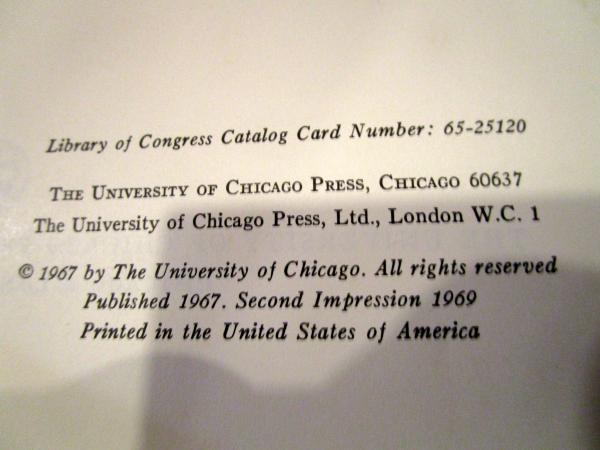 Library of Congress Catalog Card Number: 65-25120
THE UNIVERSITY OF CHICAGO PRESS, CHICAGO 60637
The University of Chicago Press, Ltd., London W.C. 1
© 1967 by The University of Chicago. All rights reserved
Published 1967. Second Impression 1969
Printed in the United States of America